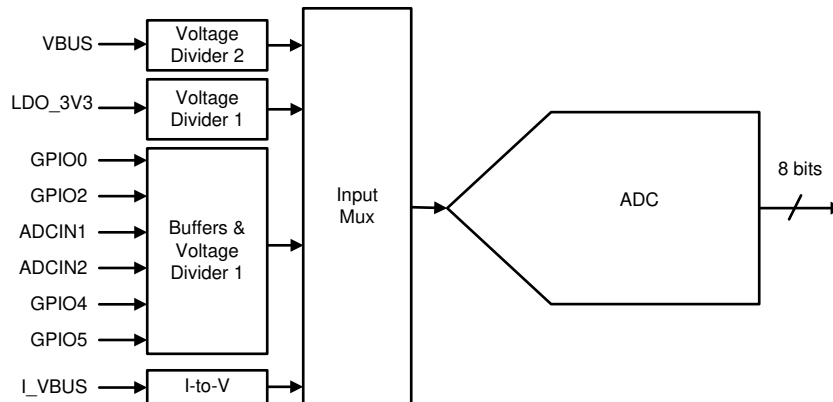 VBUS
Voltage
Divider 2
LDO_3V3
Voltage
Divider 1
GPIO0
GPIO2
ADCIN1
ADCIN2
GPIO4
GPIO5
Buffers &
Voltage
Divider 1
I_VBUS
I-to-V
Input
Mux
ADC
8 bits